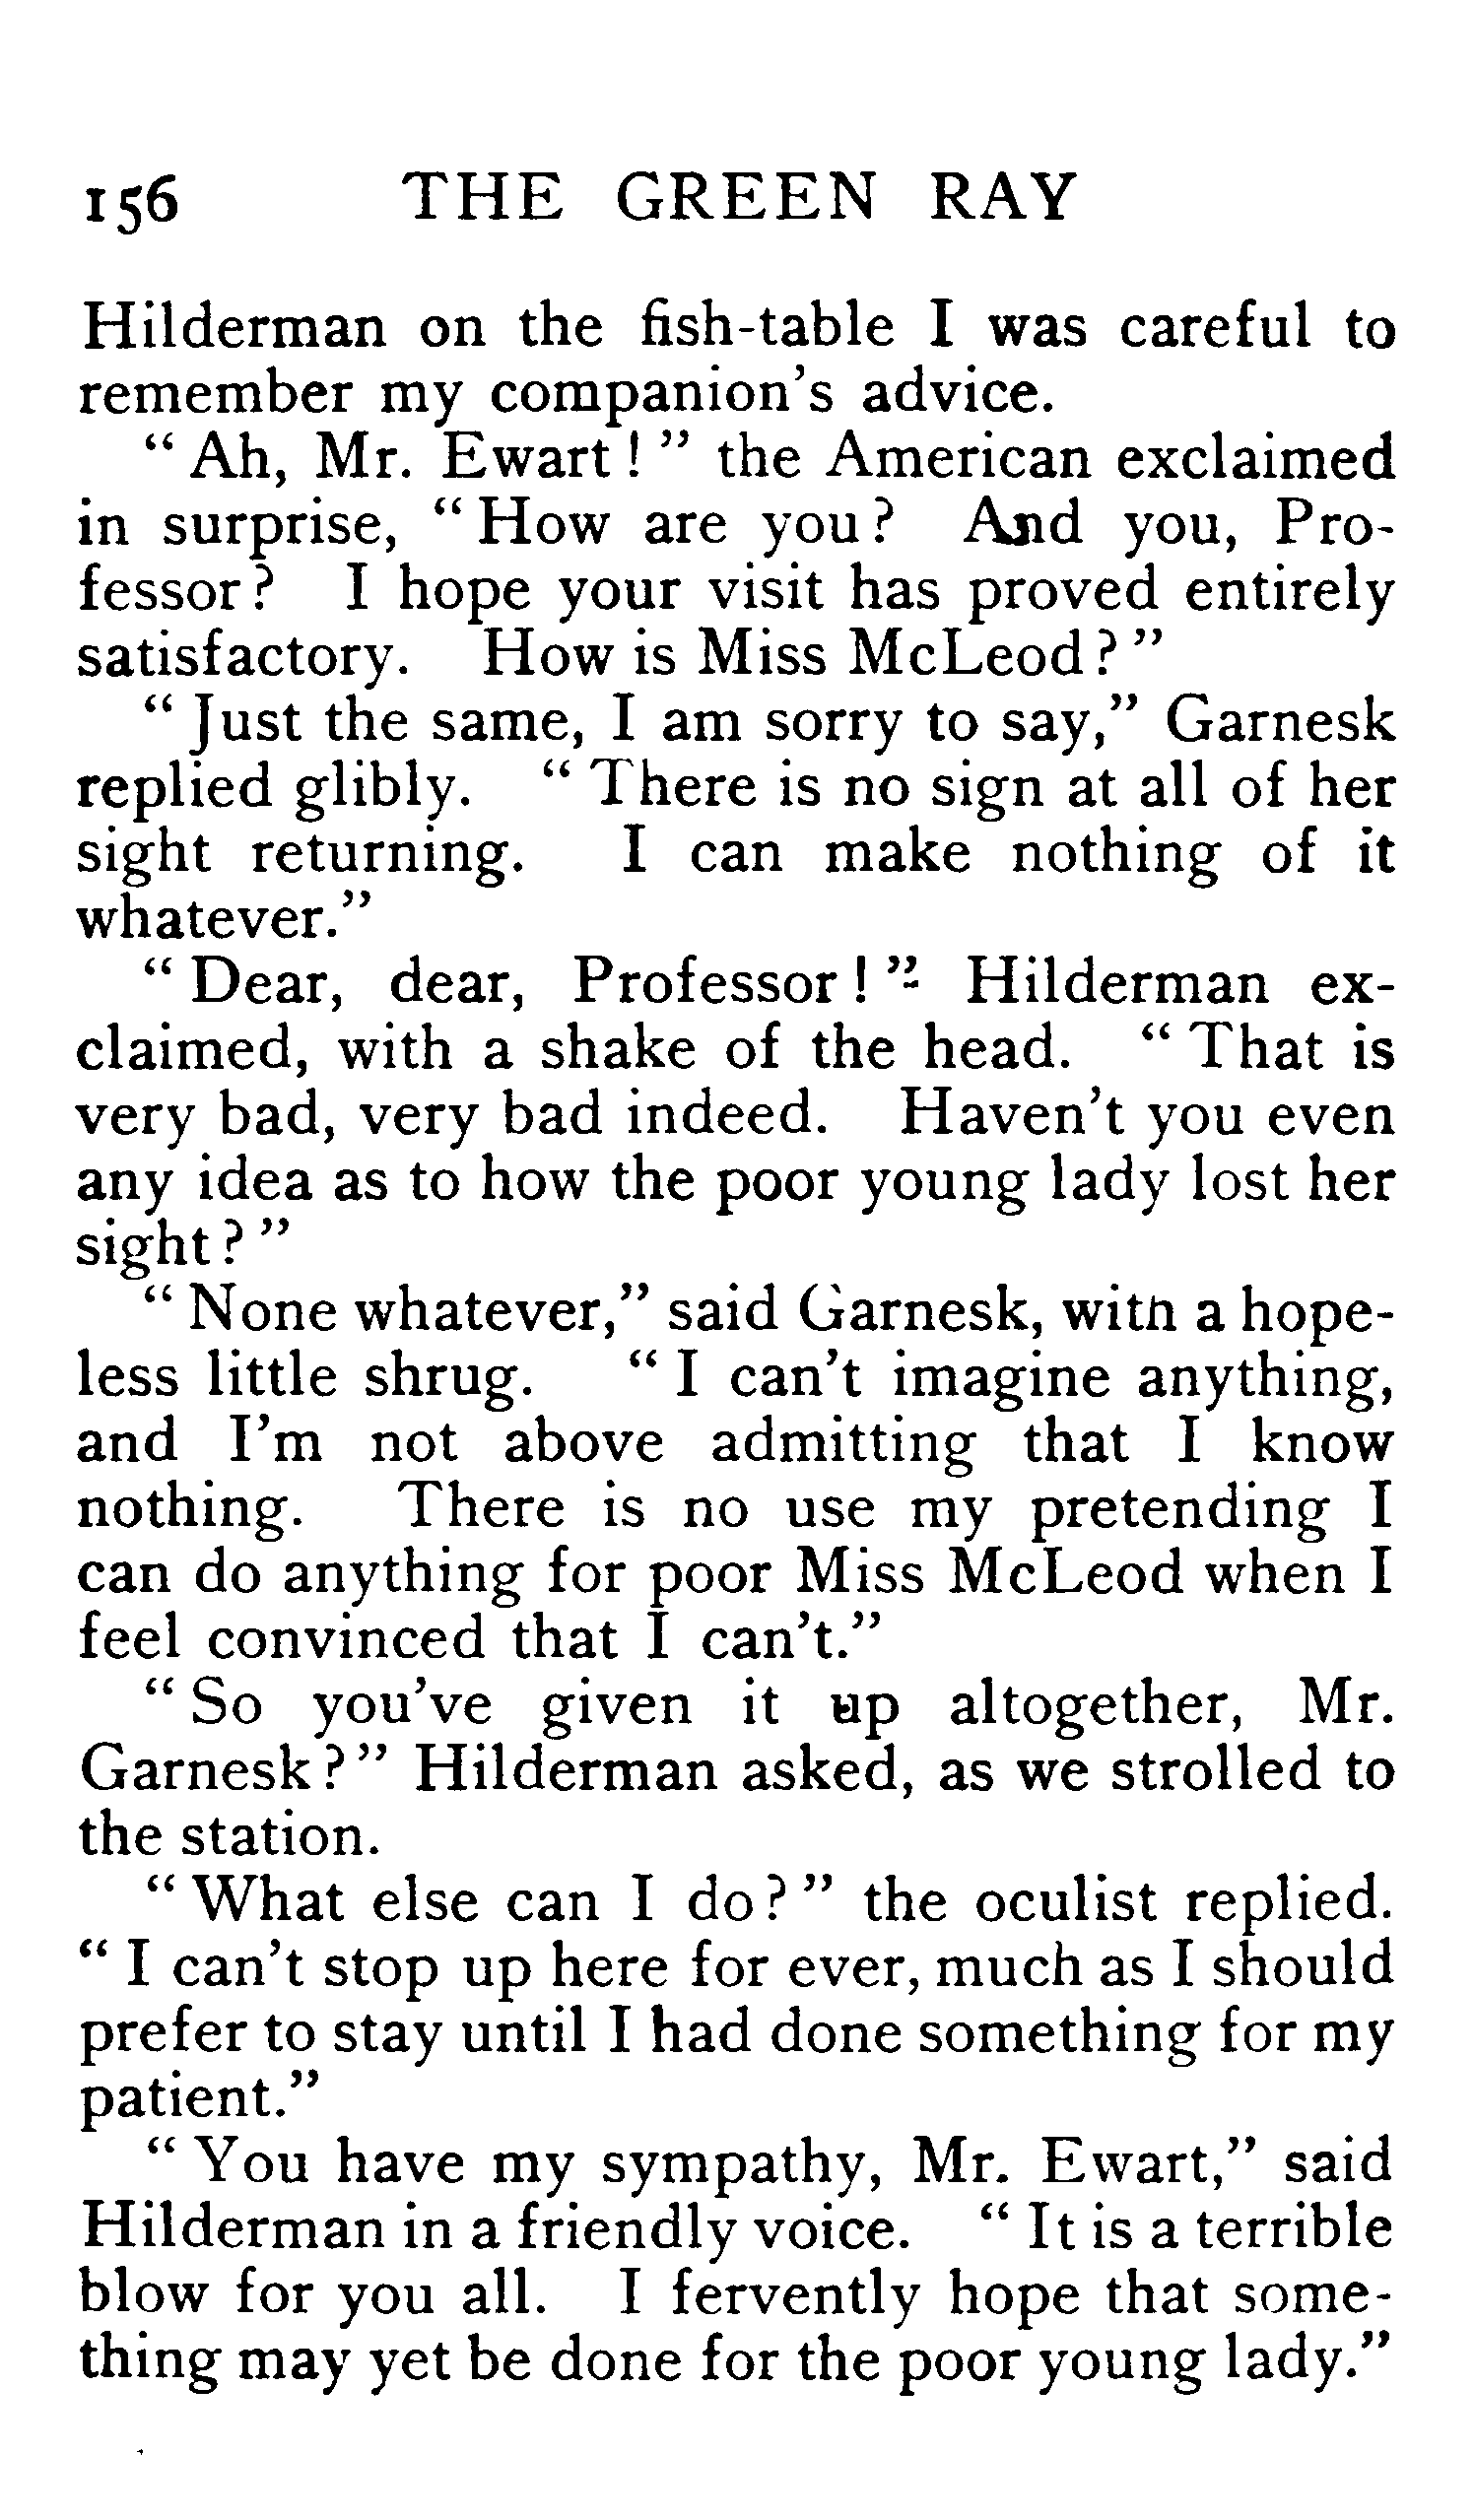 156 THE GREEN RAY
Hilderman on the fish-table I was careful to
remember my companion's advice.
" Ah, Mr. Ewart ! " the American exclaimed
in surprise, " How are you ? And you, Pro-
fessor ? I hope your visit has proved entirely
satisfactory. How is Miss McLeod ? "
" Just the same, I am sorry to say," Garnesk
replied glibly. " There is no sign at all of her
sight returning. I can make nothing of it
whatever."
" Dear, dear, Professor ! " Hilderman ex-
claimed, with a shake of the head. " That is
very bad, very bad indeed. Haven't you even
any idea as to how the poor young lady lost her
sight ? "
" None whatever," said Garnesk, with a hope-
less little shrug. " I can't imagine anything,
and I'm not above admitting that I know
nothing. There is no use my pretending I
can do anything for poor Miss McLeod when I
feel convinced that I can't."
" So you've given it up altogether, Mr.
Garnesk ? " Hilderman asked, as we strolled to
the station.
" What else can I do ? " the oculist replied.
" I can't stop up here for ever, much as I should
prefer to stay until I had done something for my
patient."
" You have my sympathy, Mr. Ewart," said
Hilderman in a friendly voice. " It is a terrible
blow for you all. I fervently hope that some-
thing may yet be done for the poor young lady."